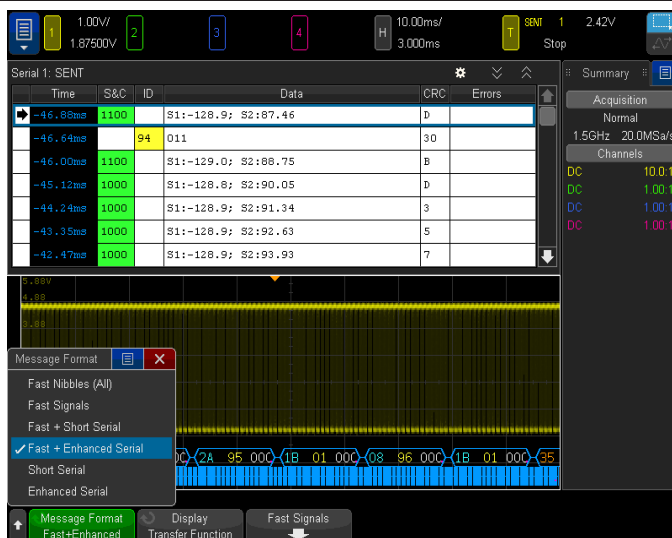 1 1.00V/ 2 3 4 H 10.00ms/ T SENT 1 2.42V
1.87500V 3.000ms Stop
Serial 1: SENT
Time S&C ID Data CRC Errors
-46.88ms 1100 S1:-128.9; S2:87.46 D
-46.64ms 94 011 30
-46.00ms 1100 S1:-129.0; S2:88.75 B
-45.12ms 1000 S1:-128.8; S2:90.05 D
-44.24ms 1000 S1:-128.9; S2:91.34 3
-43.35ms 1000 S1:-128.9; S2:92.63 5
-42.47ms 1000 S1:-128.9; S2:93.93 7
Summary
Acquisition
Normal
1.5GHz 20.0MSa/s
Channels
DC 10.0:1
DC 1.00:1
DC 1.00:1
DC 1.00:1
5.88V
4.88
3.88
Message Format
Fast Nibbles (All)
Fast Signals
Fast + Short Serial
Fast + Enhanced Serial
Short Serial
Enhanced Serial
2A 95 00C 1B 01 00C 08 96 00C 1B 01 00C 35
Message Format Display Fast Signals
Fast+Enhanced Transfer Function